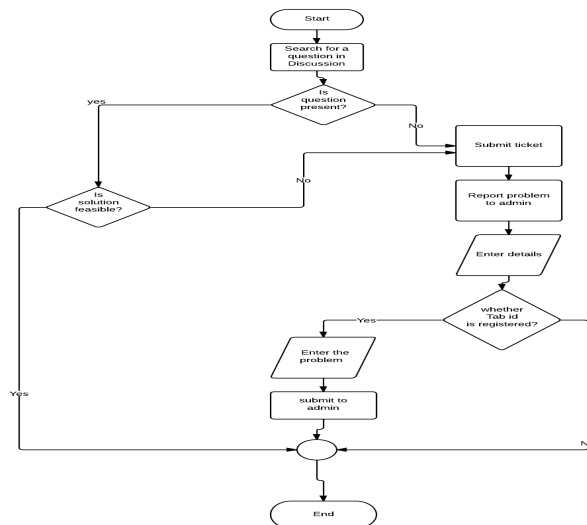 Start
Search for a
question in
Discussion
Is
question
present?
yes
No
Submit ticket
No
Is
solution
feasible?
Report problem
to admin
Enter details
whether
Tab id
is registered?
Yes
Enter the
problem
Yes
submit to
admin
End